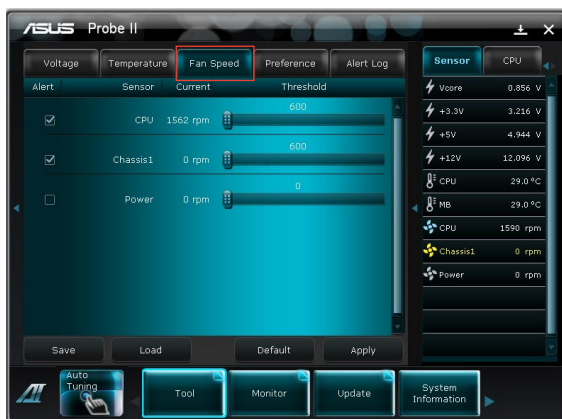 ASUS Probe II
Voltage Temperature Fan Speed Preference Alert Log
Alert Sensor Current Threshold
CPU 1562 rpm 600
Chassis1 0 rpm 600
Power 0 rpm 0
Save Load Default Apply
Sensor CPU
Vcore 0.856 V
+3.3V 3.216 V
+5V 4.944 V
+12V 12.096 V
CPU 29.0 ºC
MB 29.0 ºC
CPU 1590 rpm
Chassis1 0 rpm
Power 0 rpm
AI
Auto
Tuning
Tool Monitor Update
System
Information